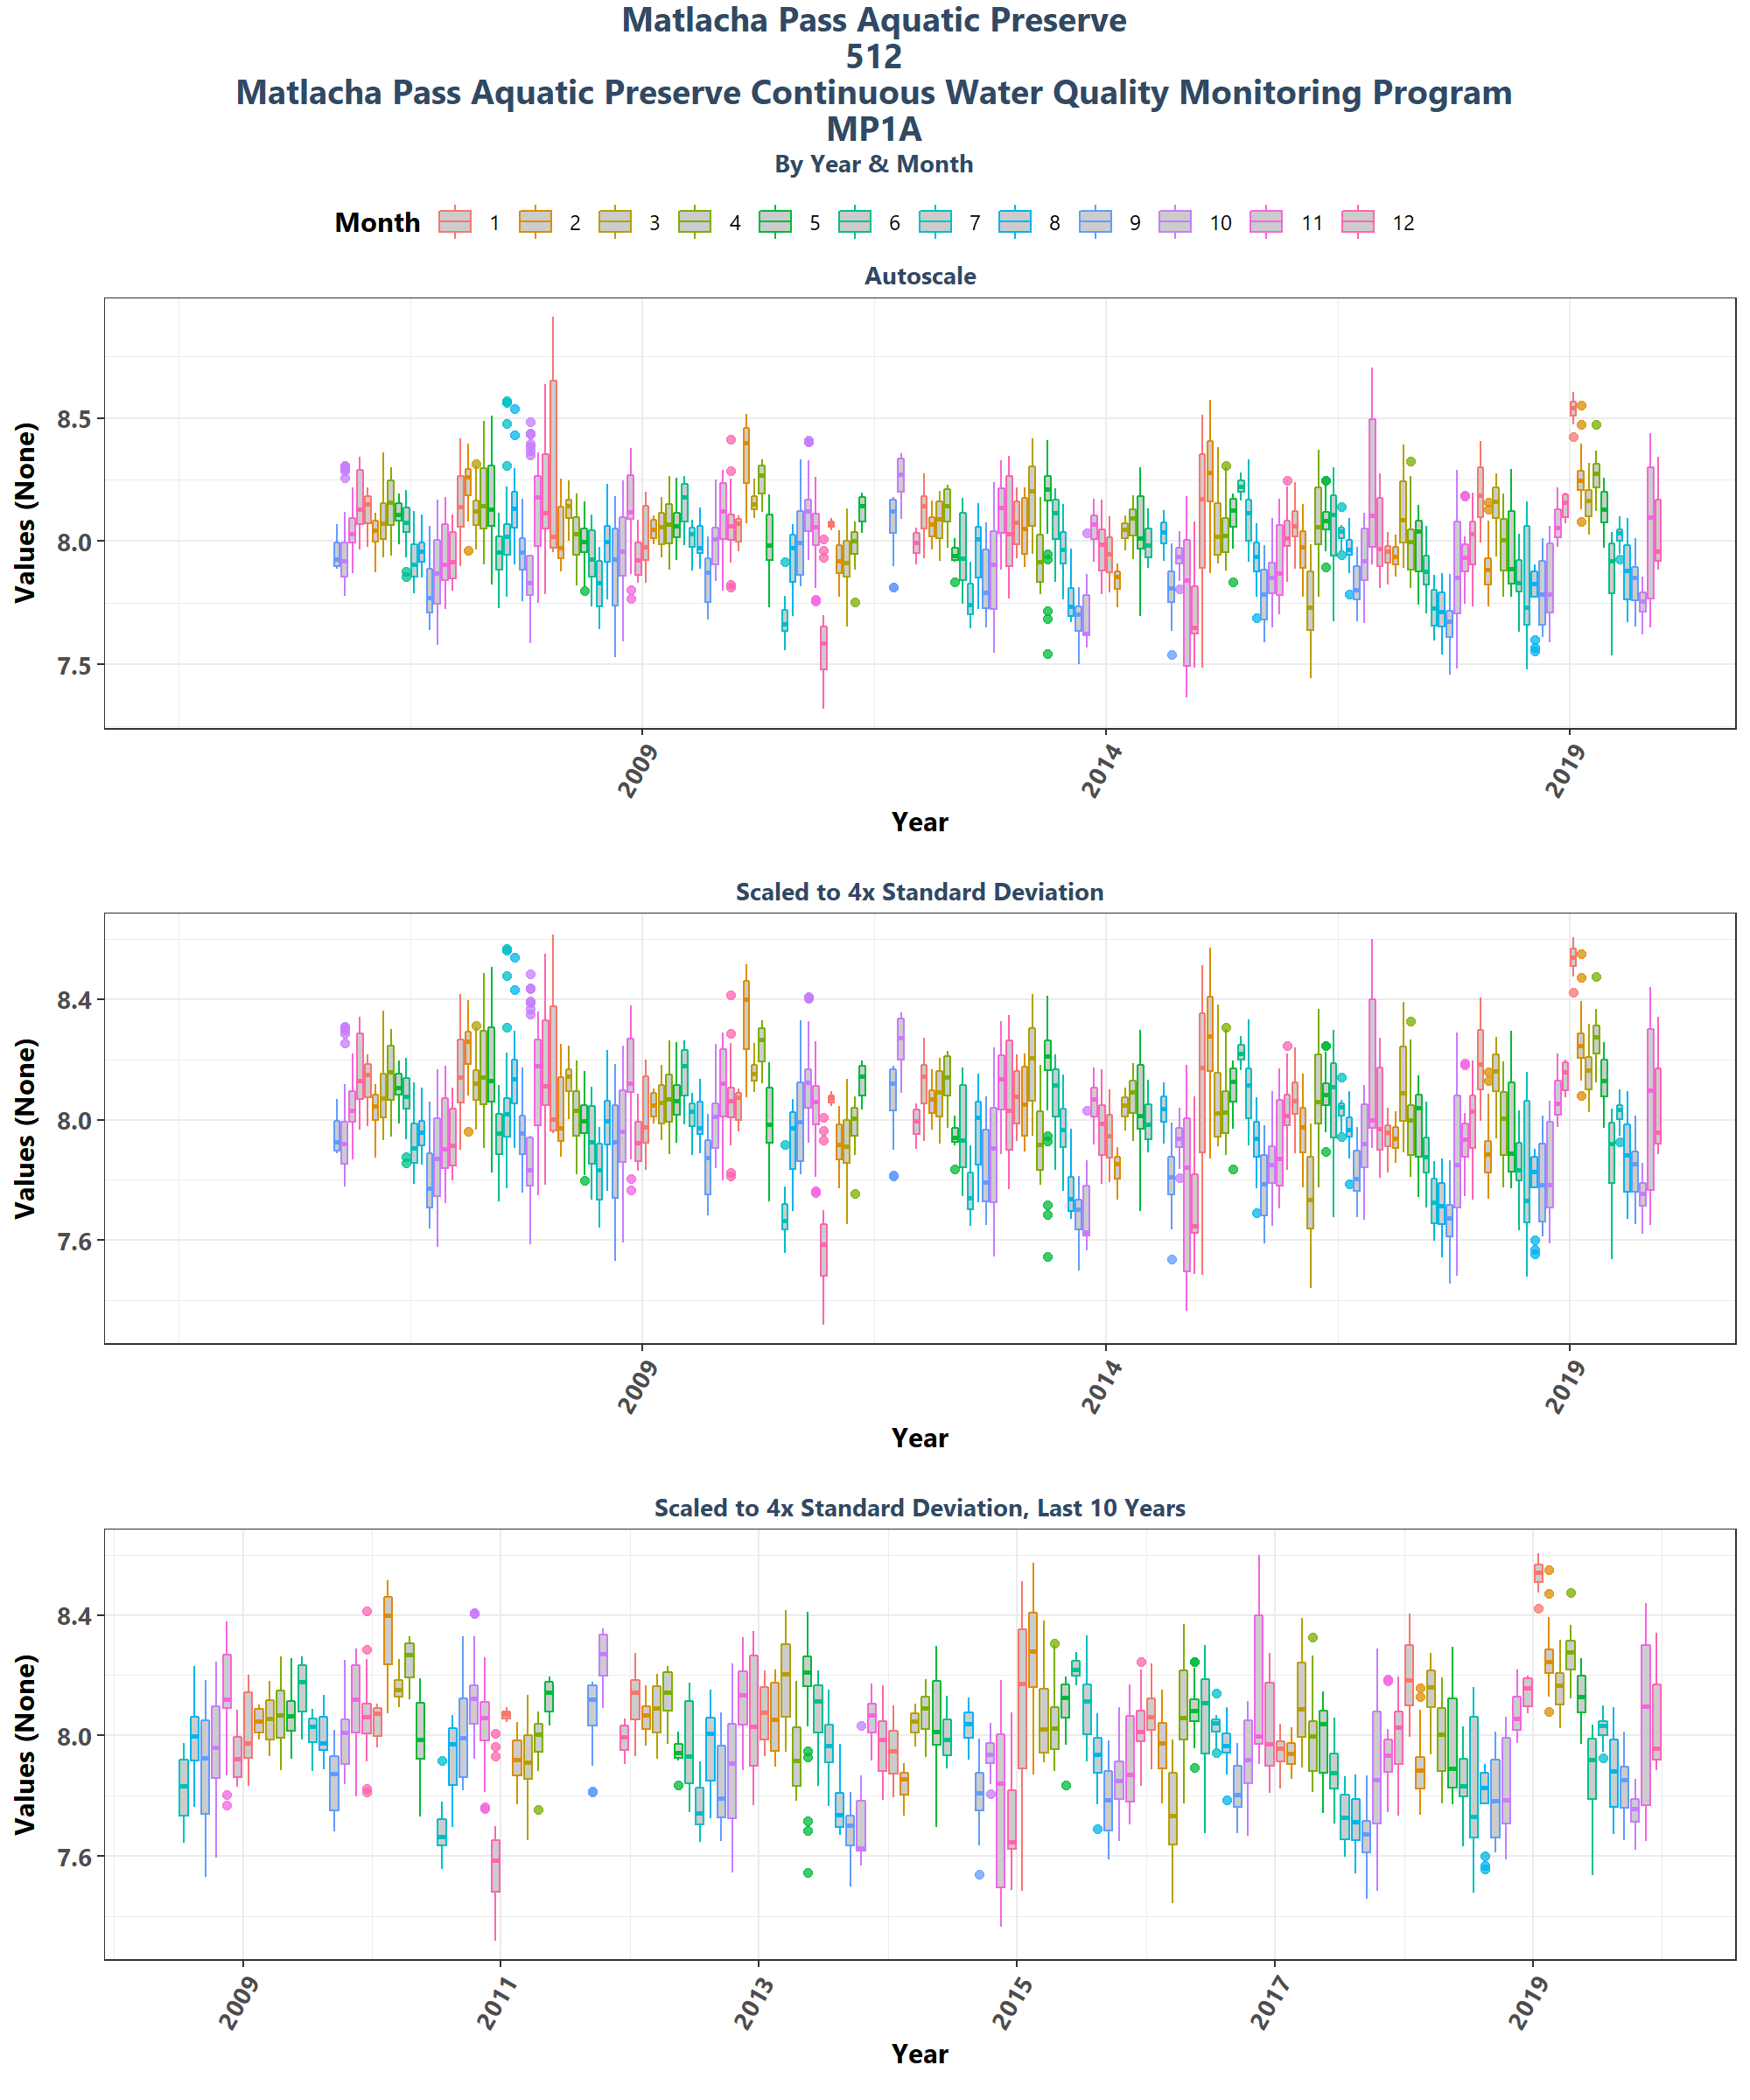 Matlacha Pass Aquatic Preserve
512
Matlacha Pass Aquatic Preserve Continuous Water Quality Monitoring Program
MP1A
By Year & Month
Month 1 2 3 4 5 6 7 8 9 10 11 12
Autoscale
Values (None)
8.5
8.0
7.5
2009 2014 2019
Year
Scaled to 4x Standard Deviation
Values (None)
8.4
8.0
7.6
2009 2014 2019
Year
Scaled to 4x Standard Deviation, Last 10 Years
Values (None)
8.4
8.0
7.6
2009 2011 2013 2015 2017 2019
Year